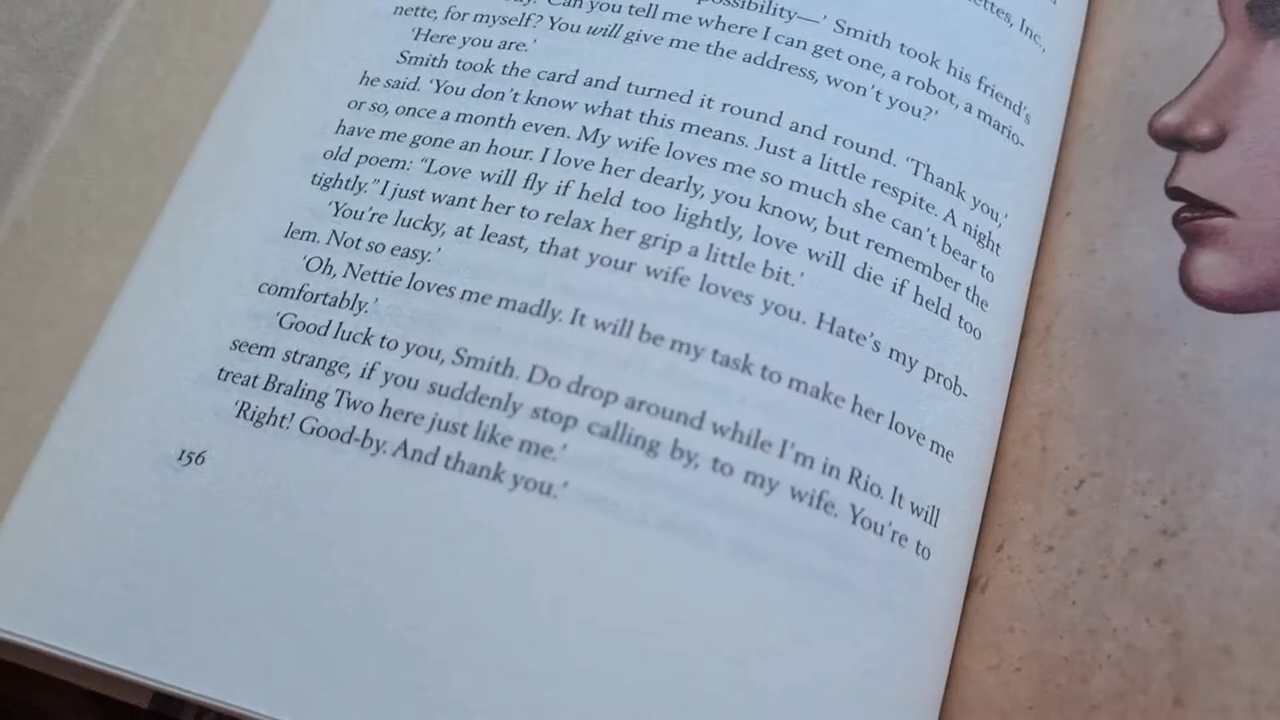 ettes, Inc.,
ossibility—’ Smith took his friend’s
Can you tell me where I can get one, a robot, a mario-
nette, for myself? You will give me the address, won’t you?’
‘Here you are.’
Smith took the card and turned it round and round. ‘Thank you,’
he said. ‘You don’t know what this means. Just a little respite. A night
or so, once a month even. My wife loves me so much she can’t bear to
have me gone an hour. I love her dearly, you know, but remember the
old poem: “Love will fly if held too lightly, love will die if held too
tightly.” I just want her to relax her grip a little bit.’
‘You’re lucky, at least, that your wife loves you. Hate’s my prob-
lem. Not so easy.’
‘Oh, Nettie loves me madly. It will be my task to make her love me
comfortably.’
‘Good luck to you, Smith. Do drop around while I’m in Rio. It will
seem strange, if you suddenly stop calling by, to my wife. You’re to
treat Braling Two here just like me.’
‘Right! Good-by. And thank you.’
156